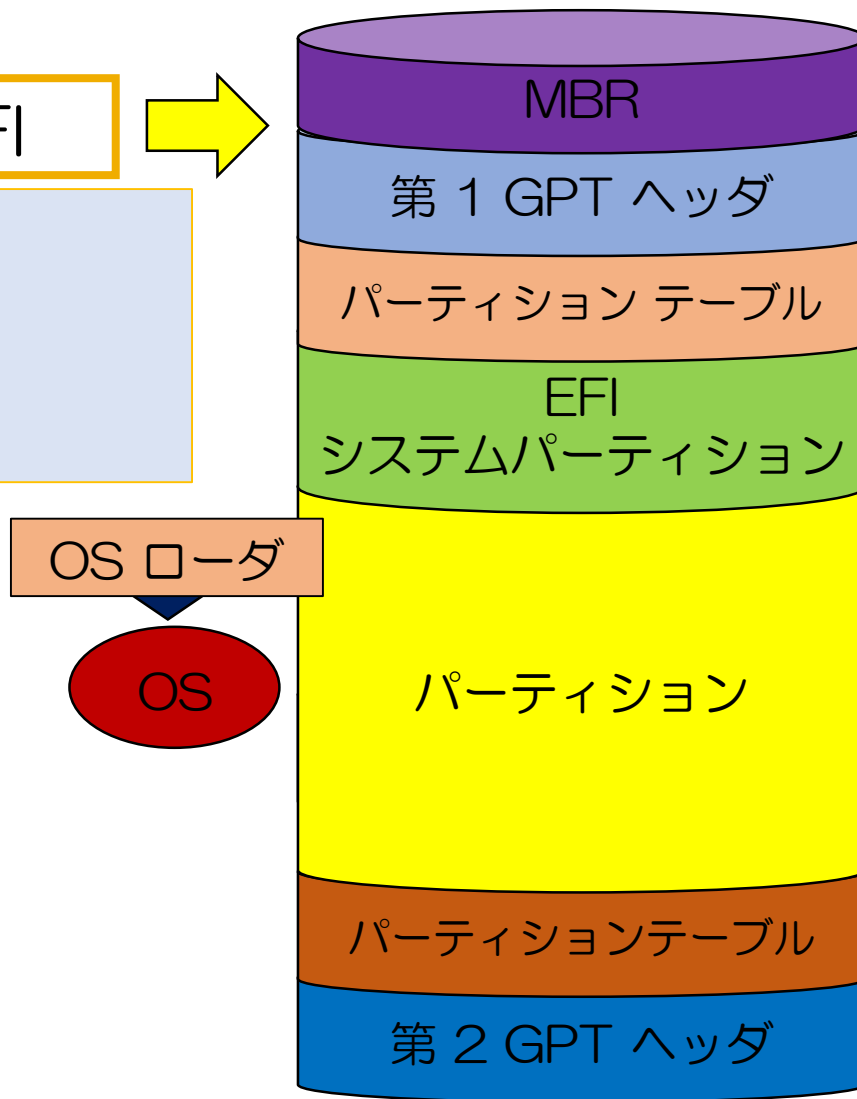 FI
MBR
第 1 GPT ヘッダ
パーティション テーブル
EFI
システムパーティション
OS ローダ
OS
パーティション
パーティションテーブル
第 2 GPT ヘッダ